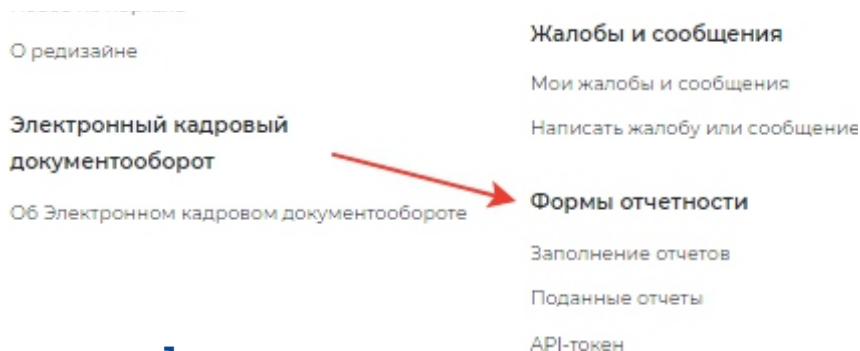 О редизайне
Электронный кадровый
документооборот
Об Электронном кадровом документообороте
Жалобы и сообщения
Мои жалобы и сообщения
Написать жалобу или сообщение
Формы отчетности
Заполнение отчетов
Поданные отчеты
API-токен